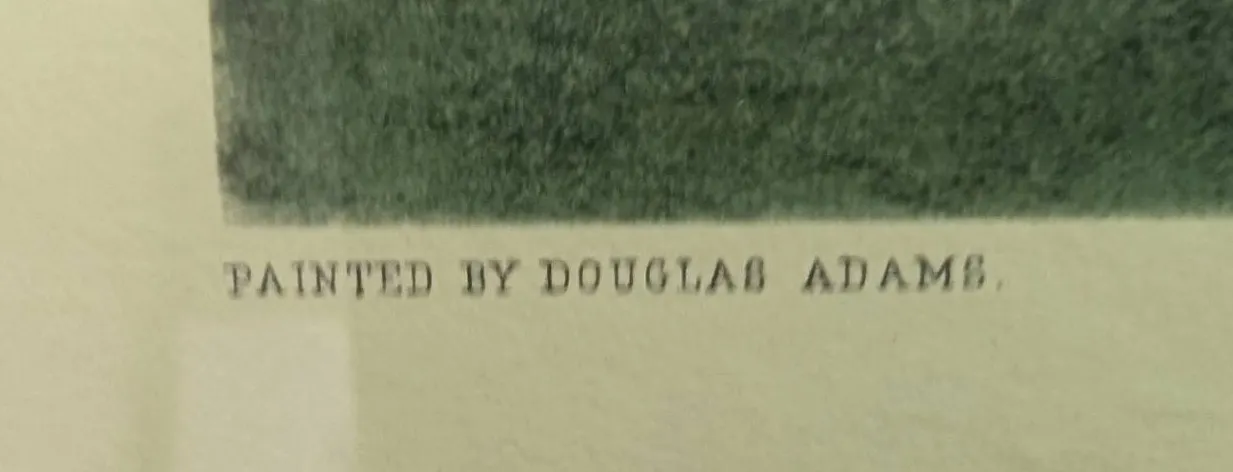 PAINTED BY DOUGLAS ADAMS.